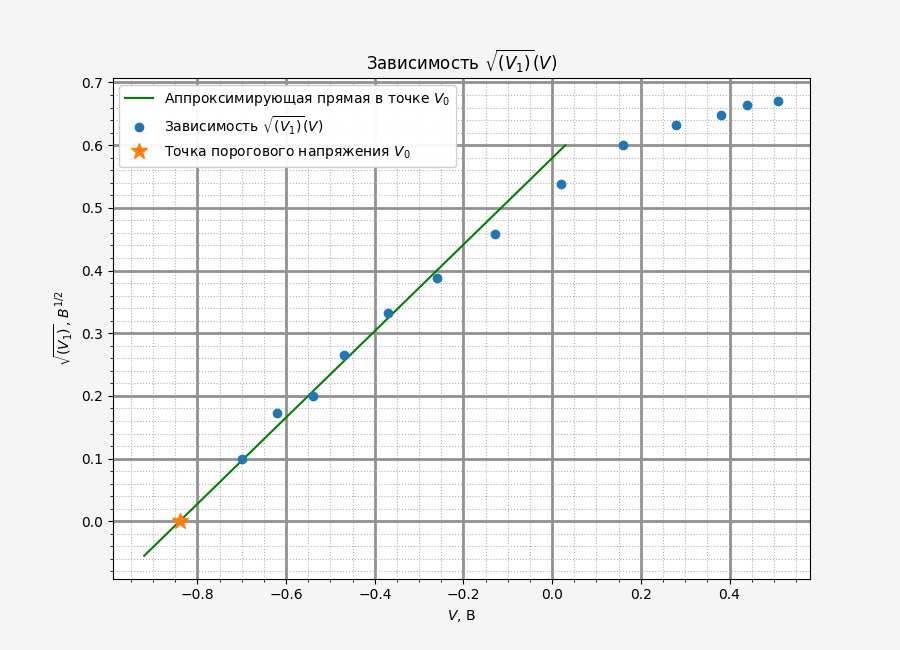 Зависимость √(V₁)(V)
0.7
Аппроксимирующая прямая в точке V₀
Зависимость √(V₁)(V)
Точка порогового напряжения V₀
0.6
0.5
0.4
0.3
0.2
0.1
0.0
√(V₁) , B^1/2
−0.8 −0.6 −0.4 −0.2 0.0 0.2 0.4
V, В